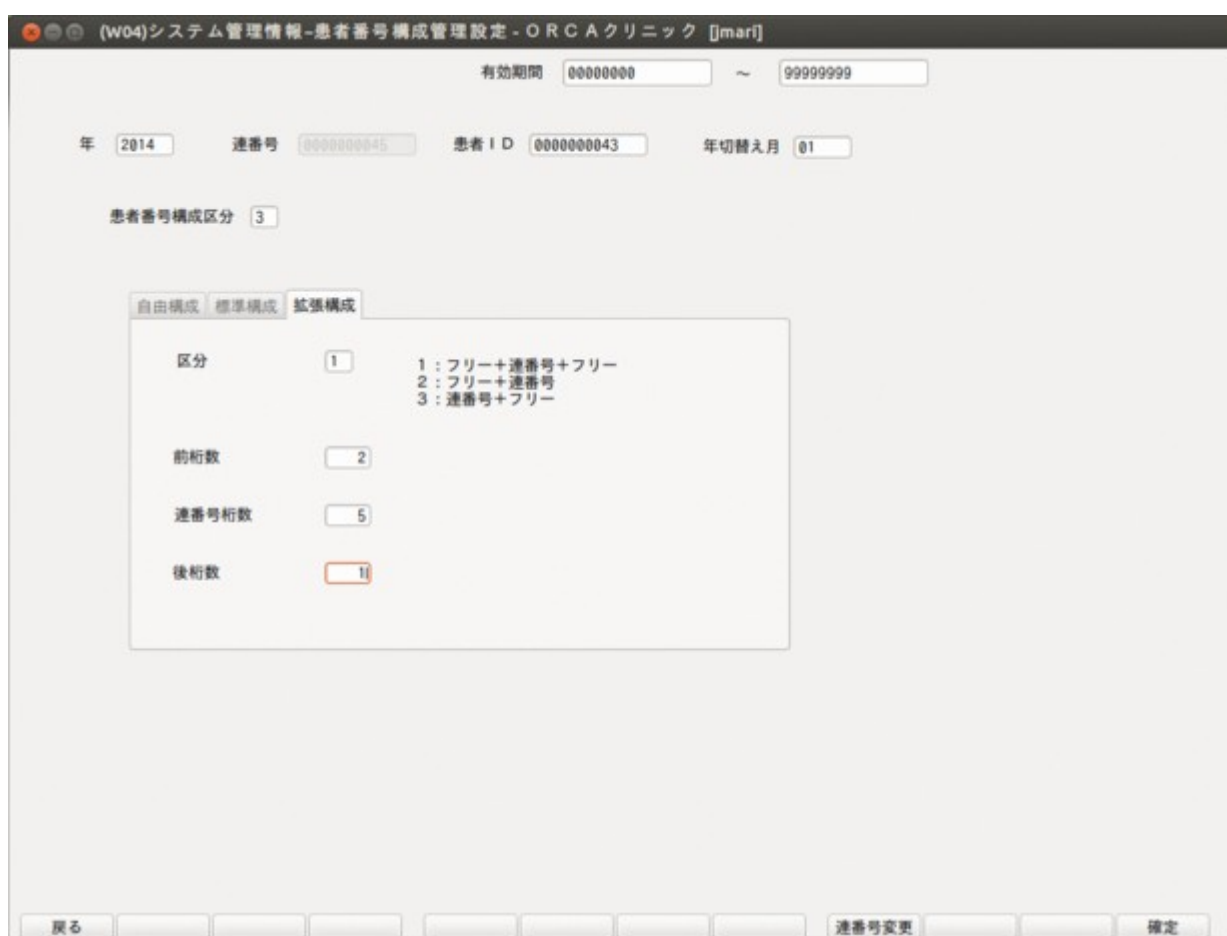 (W04)システム管理情報-患者番号構成管理設定-ORCAクリニック [jmari]
有効期間 00000000 ～ 99999999
年 2014 連番号 0000000045 患者ID 0000000043 年切替え月 01
患者番号構成区分 3
自由構成 標準構成 拡張構成
区分 1 1:フリー+連番号+フリー
2:フリー+連番号
3:連番号+フリー
前桁数 2
連番号桁数 5
後桁数 1
戻る 連番号変更 確定